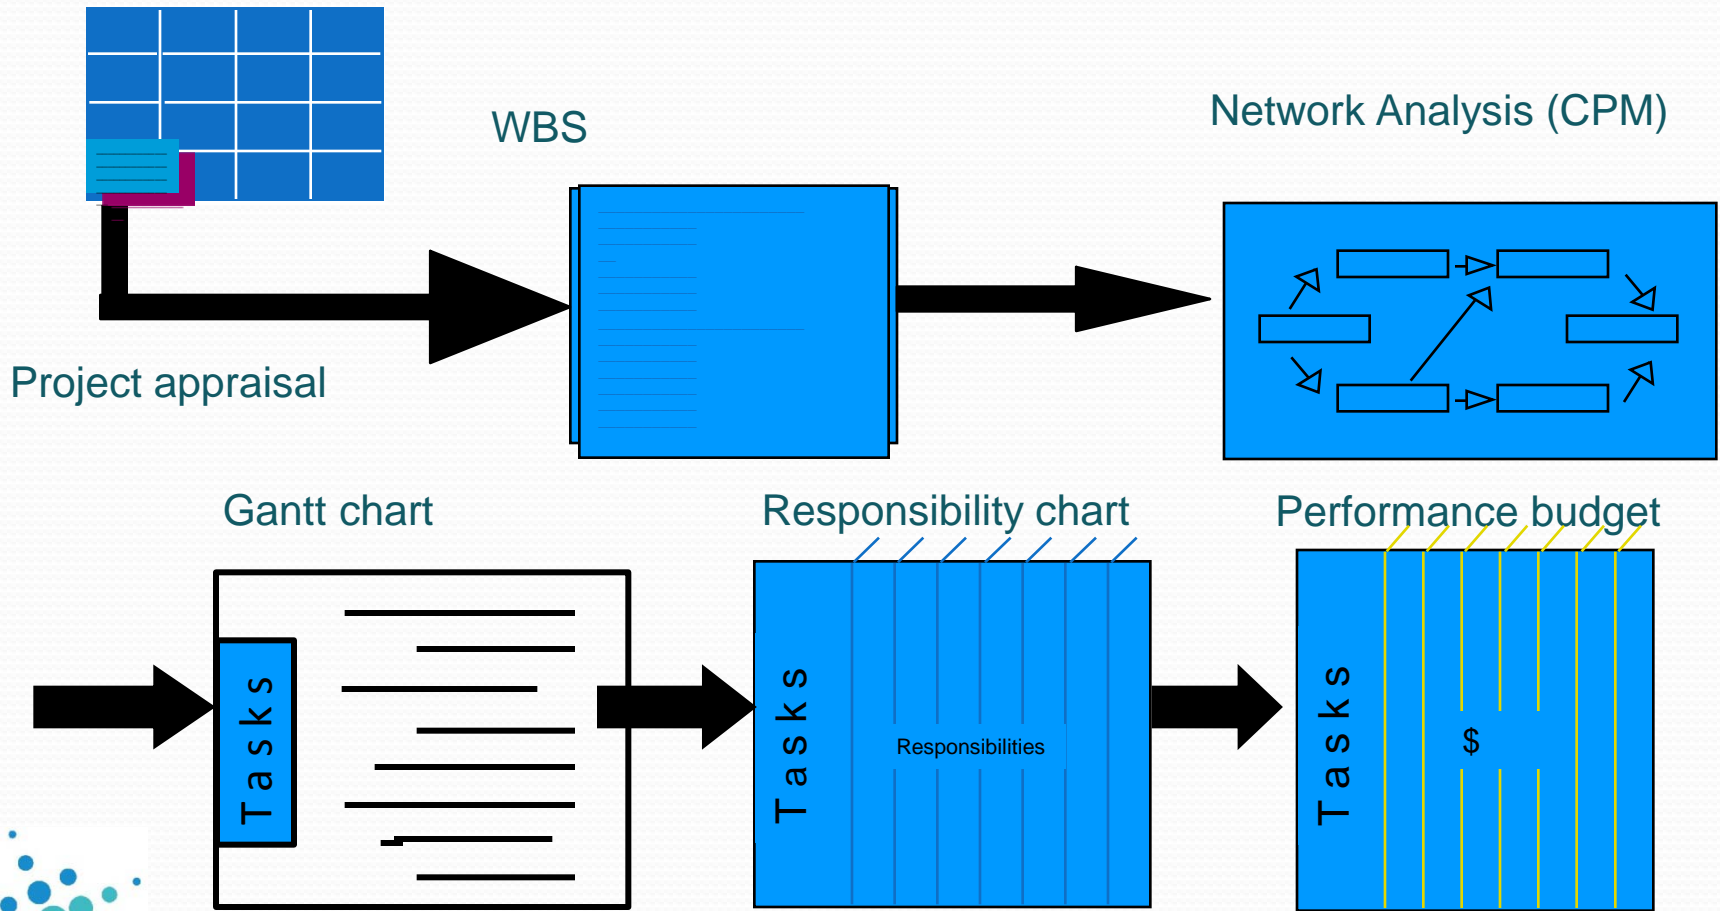 WBS
Network Analysis (CPM)
Project appraisal
Gantt chart
Responsibility chart
Performance budget
Tasks
Tasks
Responsibilities
Tasks
$